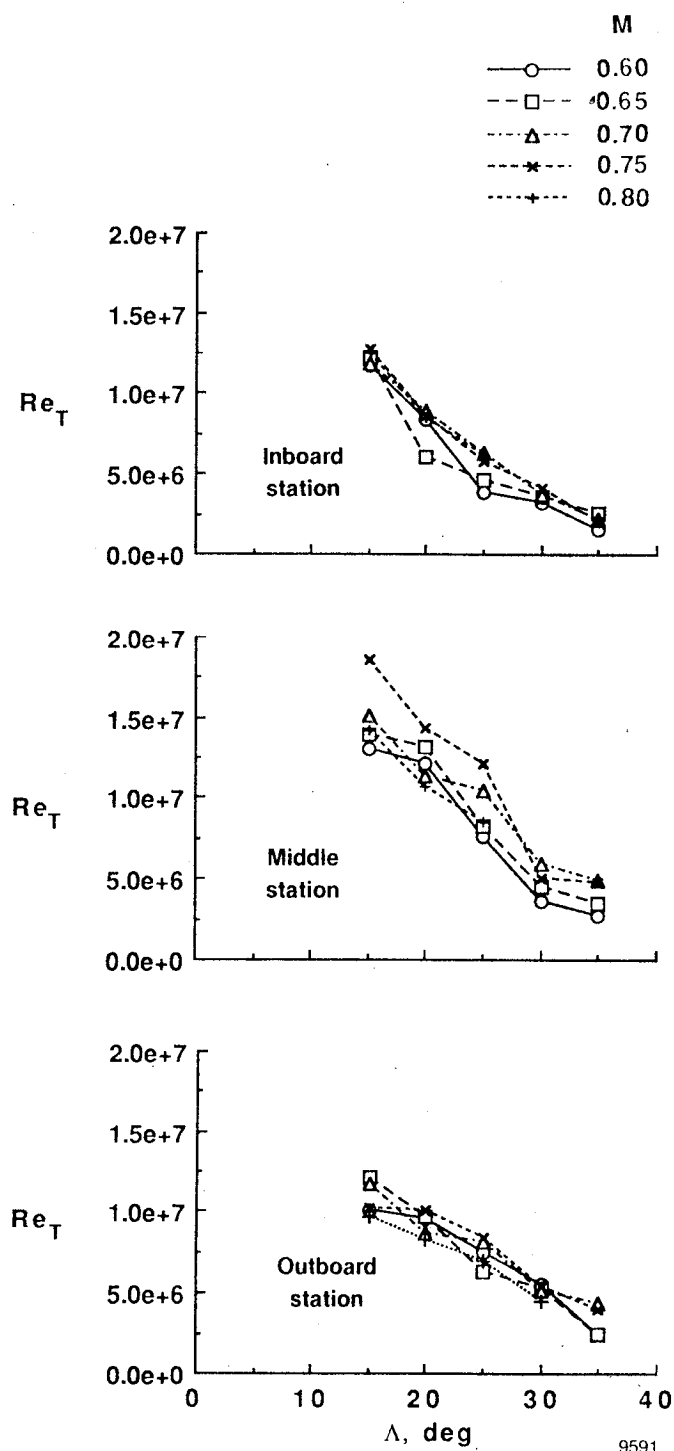 M
0.60
0.65
0.70
0.75
0.80
2.0e+7
1.5e+7
1.0e+7
5.0e+6
0.0e+0
Re_T
Inboard
station
2.0e+7
1.5e+7
1.0e+7
5.0e+6
0.0e+0
Re_T
Middle
station
2.0e+7
1.5e+7
1.0e+7
5.0e+6
0.0e+0
Re_T
Outboard
station
0 10 20 30 40
Λ, deg
9591